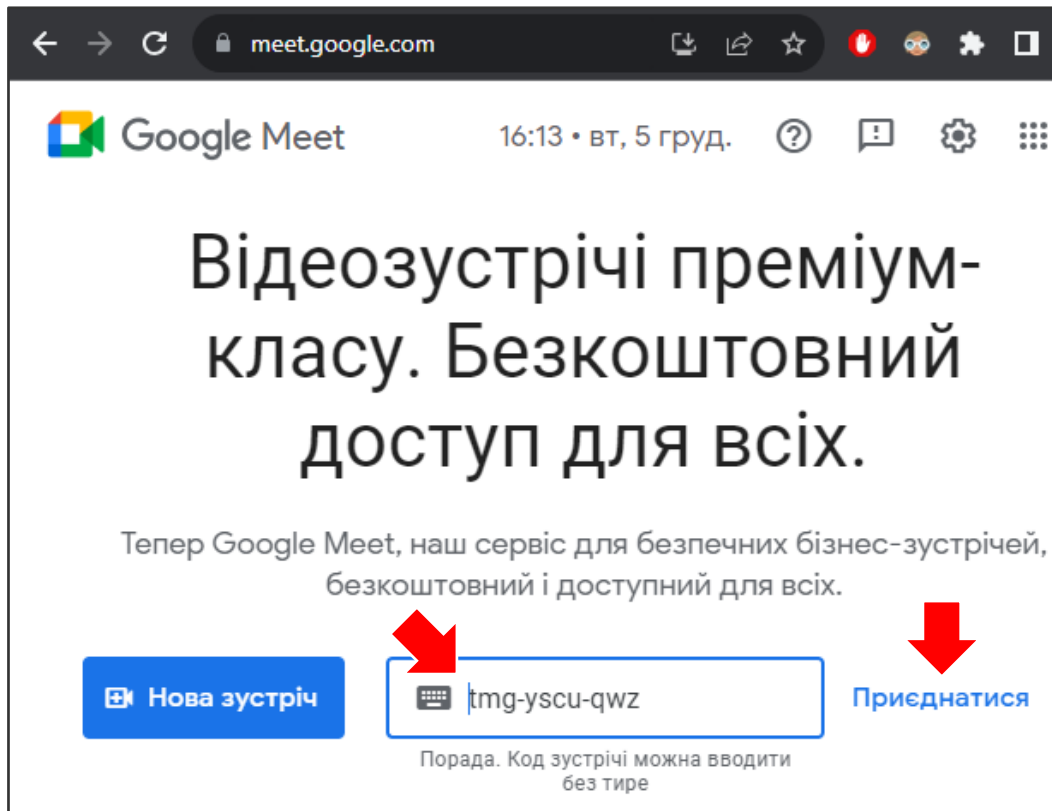 meet.google.com
Google Meet 16:13 • вт, 5 груд.
Відеозустрічі преміум-
класу. Безкоштовний
доступ для всіх.
Тепер Google Meet, наш сервіс для безпечних бізнес-зустрічей,
безкоштовний і доступний для всіх.
Нова зустріч tmg-yscu-qwz Приєднатися
Порада. Код зустрічі можна вводити
без тире